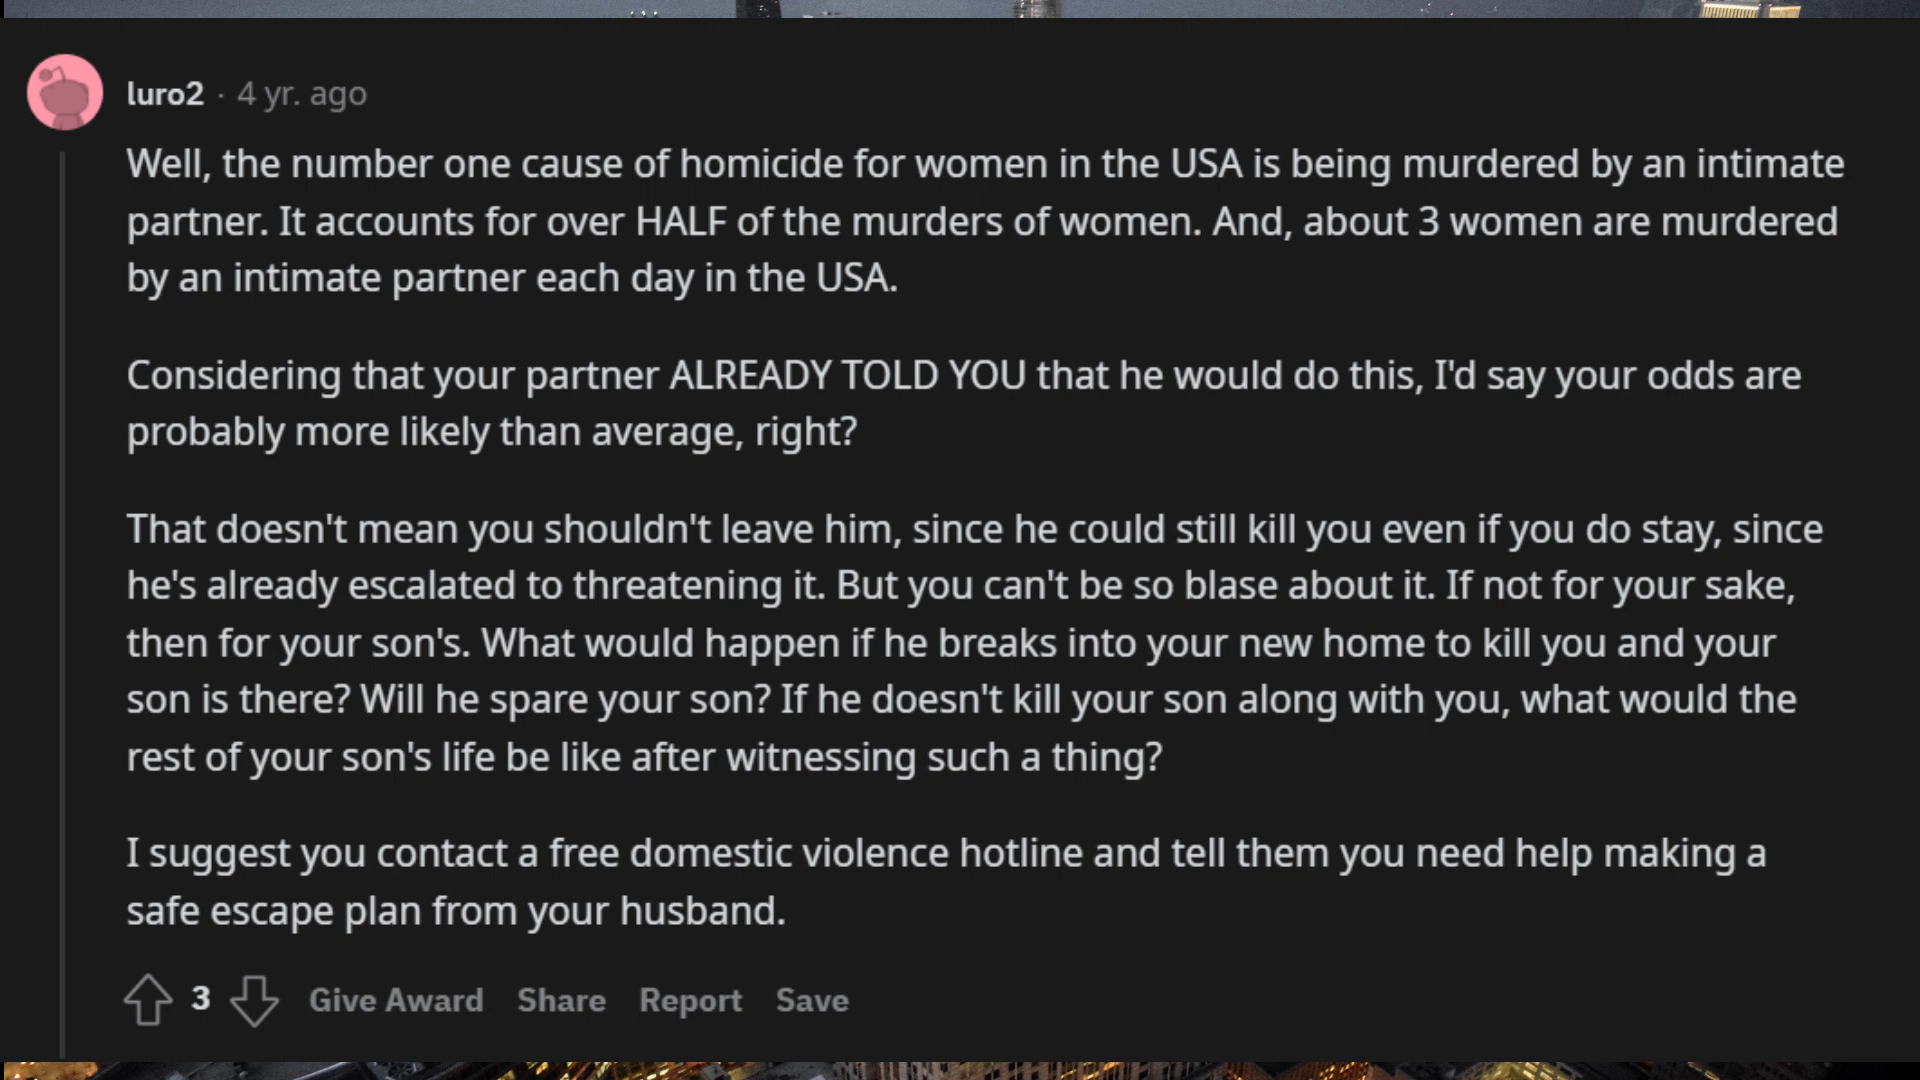 luro2 · 4 yr. ago
Well, the number one cause of homicide for women in the USA is being murdered by an intimate
partner. It accounts for over HALF of the murders of women. And, about 3 women are murdered
by an intimate partner each day in the USA.
Considering that your partner ALREADY TOLD YOU that he would do this, I'd say your odds are
probably more likely than average, right?
That doesn't mean you shouldn't leave him, since he could still kill you even if you do stay, since
he's already escalated to threatening it. But you can't be so blase about it. If not for your sake,
then for your son's. What would happen if he breaks into your new home to kill you and your
son is there? Will he spare your son? If he doesn't kill your son along with you, what would the
rest of your son's life be like after witnessing such a thing?
I suggest you contact a free domestic violence hotline and tell them you need help making a
safe escape plan from your husband.
3 Give Award Share Report Save